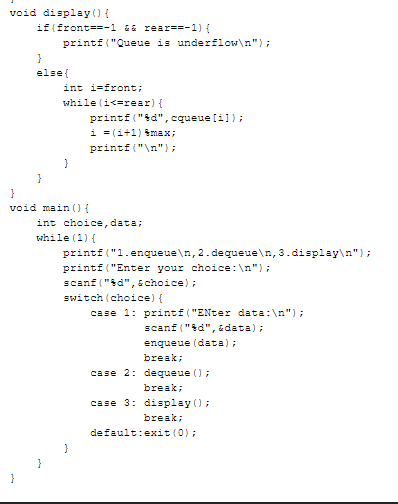 }
void display(){
    if(front==-1 && rear==-1){
        printf("Queue is underflow\n");
    }
    else{
        int i=front;
        while(i<=rear){
            printf("%d",cqueue[i]);
            i =(i+1)%max;
            printf("\n");
        }
    }
}
void main(){
    int choice,data;
    while(1){
        printf("1.enqueue\n,2.dequeue\n,3.display\n");
        printf("Enter your choice:\n");
        scanf("%d",&choice);
        switch(choice){
            case 1: printf("ENter data:\n");
                    scanf("%d",&data);
                    enqueue(data);
                    break;
            case 2: dequeue();
                    break;
            case 3: display();
                    break;
            default:exit(0);
        }
    }
}